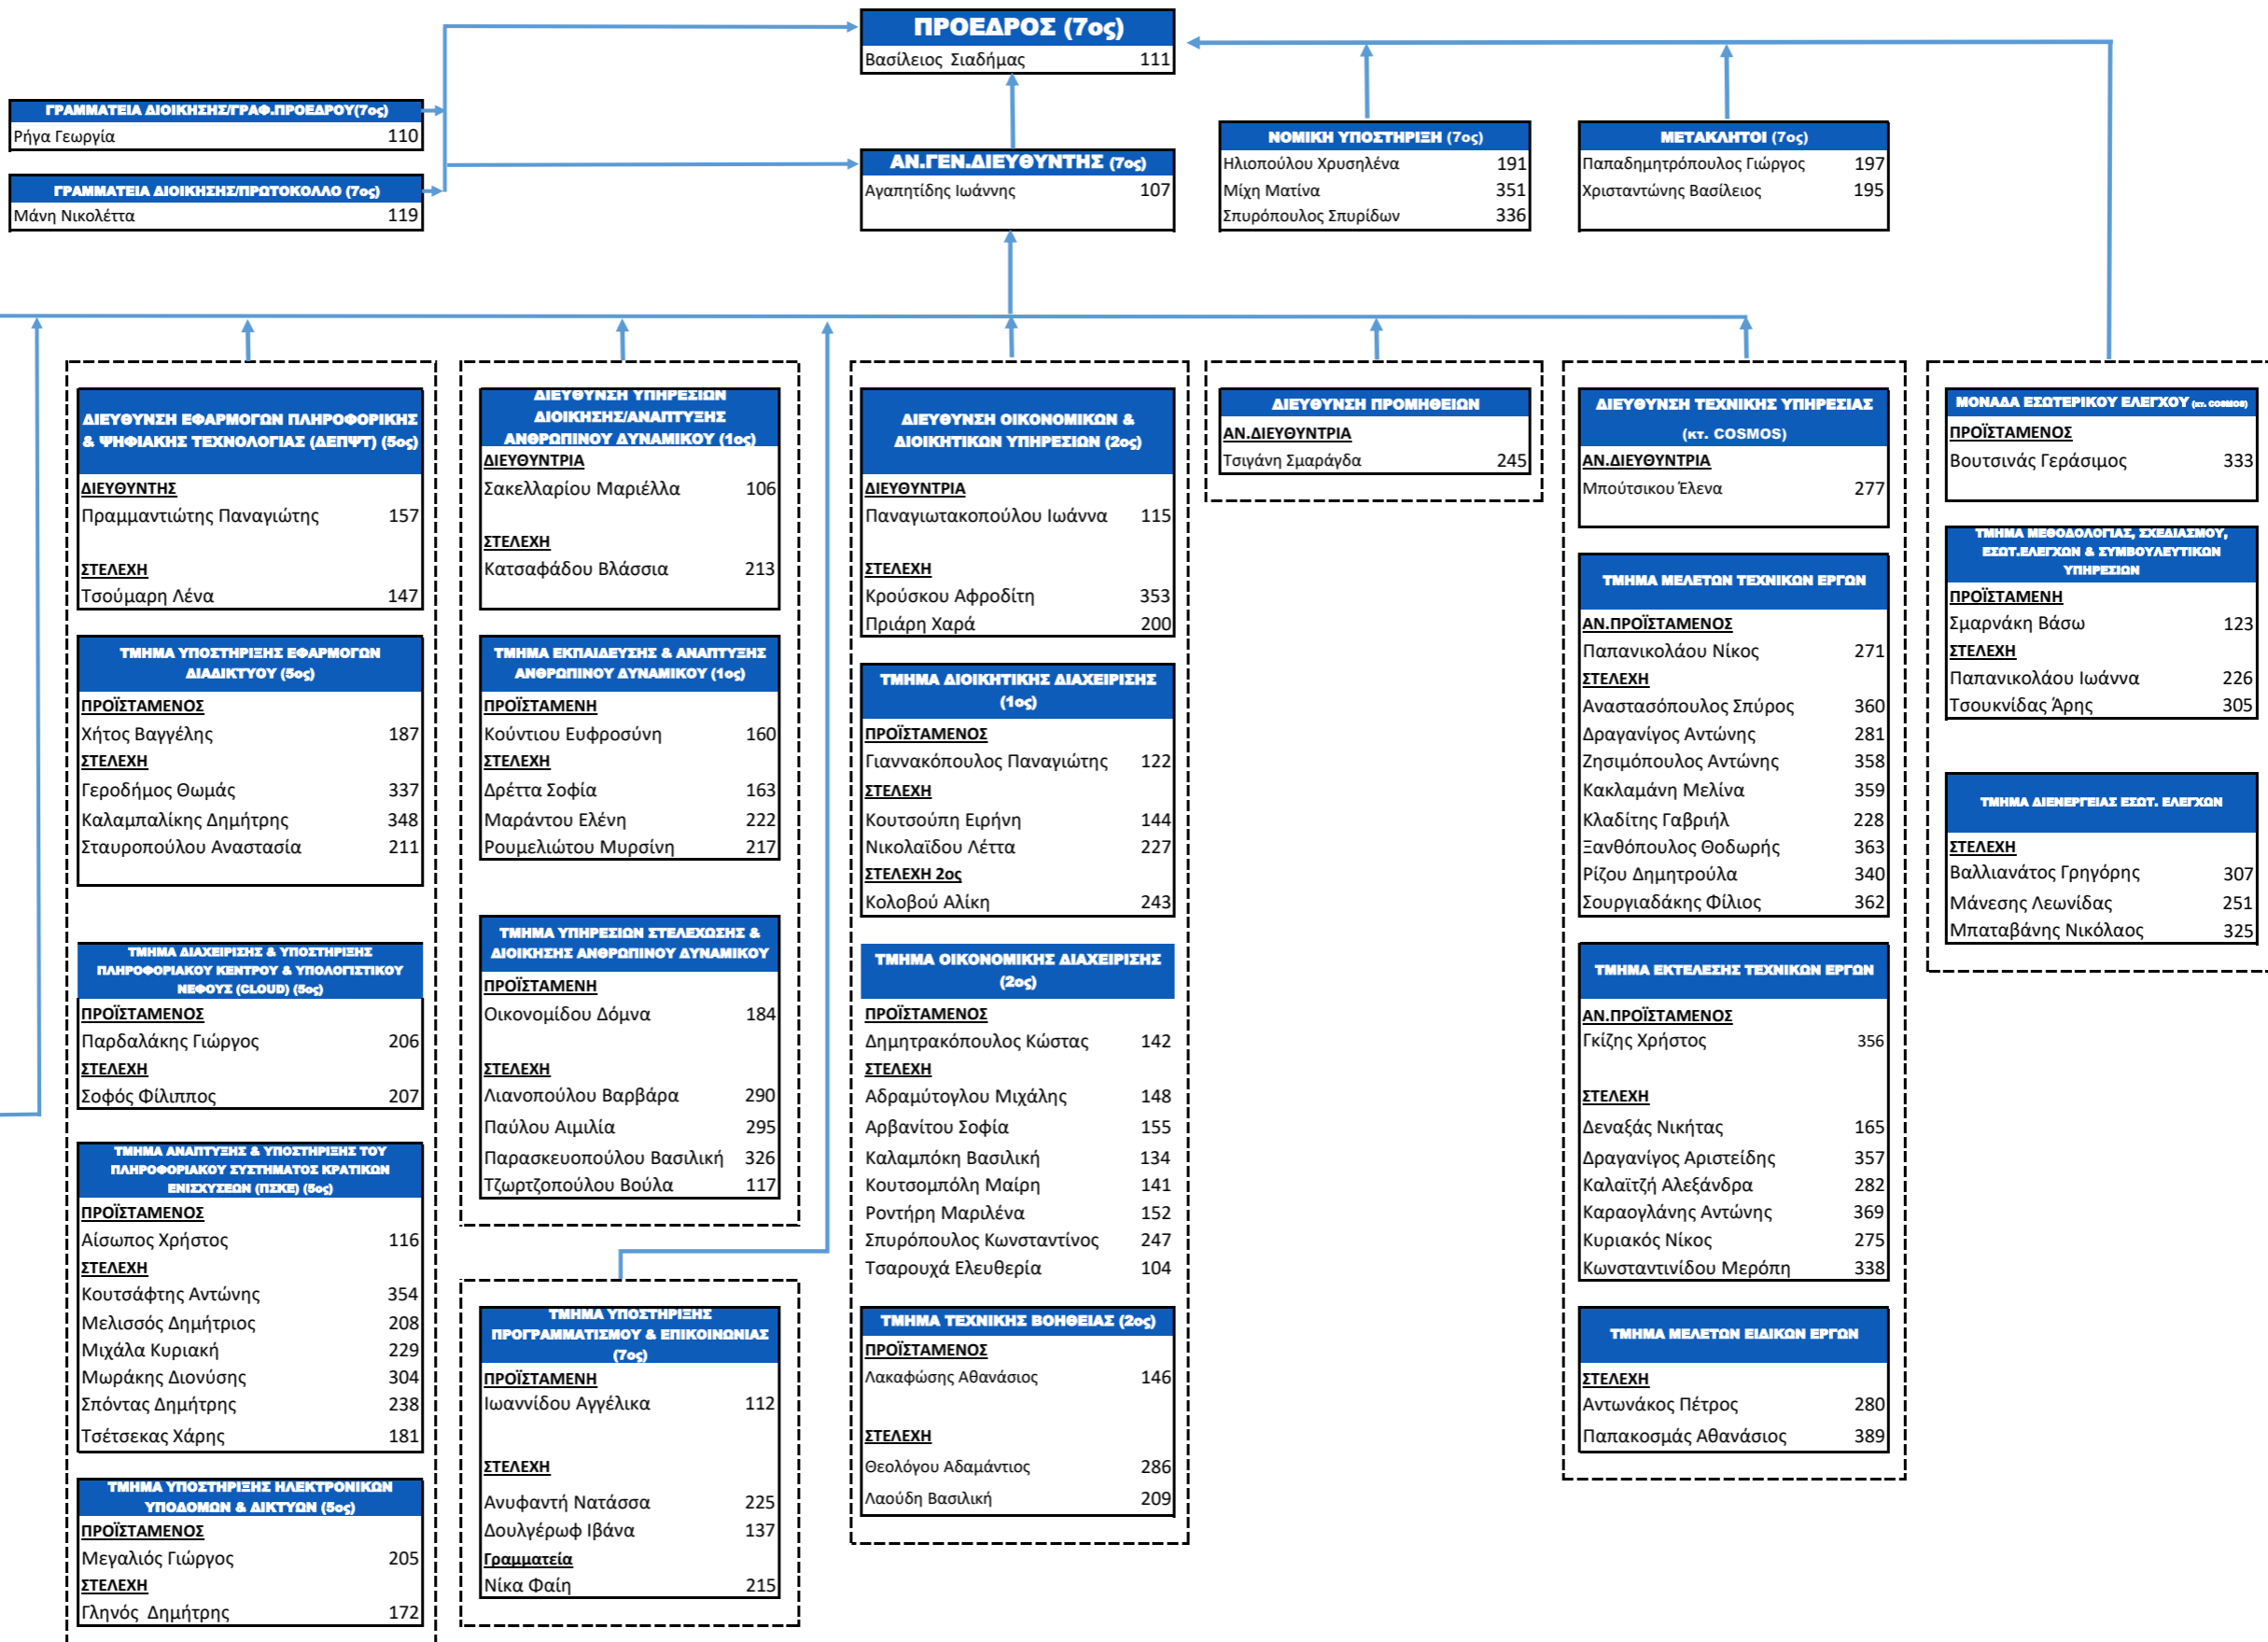 ΠΡΟΕΔΡΟΣ (7ος)
Βασίλειος Σιαδήμας 111
ΓΡΑΜΜΑΤΕΙΑ ΔΙΟΙΚΗΣΗΣ/ΓΡΑΦ.ΠΡΟΕΔΡΟΥ(7ος)
Ρήγα Γεωργία 110
ΓΡΑΜΜΑΤΕΙΑ ΔΙΟΙΚΗΣΗΣ/ΠΡΩΤΟΚΟΛΛΟ (7ος)
Μάνη Νικολέττα 119
ΑΝ.ΓΕΝ.ΔΙΕΥΘΥΝΤΗΣ (7ος)
Αγαπητίδης Ιωάννης 107
ΝΟΜΙΚΗ ΥΠΟΣΤΗΡΙΞΗ (7ος)
Ηλιοπούλου Χρυσηλένα 191
Μίχη Ματίνα 351
Σπυρόπουλος Σπυρίδων 336
ΜΕΤΑΚΛΗΤΟΙ (7ος)
Παπαδημητρόπουλος Γιώργος 197
Χρισταντώνης Βασίλειος 195
ΔΙΕΥΘΥΝΣΗ ΕΦΑΡΜΟΓΩΝ ΠΛΗΡΟΦΟΡΙΚΗΣ
& ΨΗΦΙΑΚΗΣ ΤΕΧΝΟΛΟΓΙΑΣ (ΔΕΠΨΤ) (5ος)
ΔΙΕΥΘΥΝΤΗΣ
Πραμμαντιώτης Παναγιώτης 157
ΣΤΕΛΕΧΗ
Τσούμαρη Λένα 147
ΤΜΗΜΑ ΥΠΟΣΤΗΡΙΞΗΣ ΕΦΑΡΜΟΓΩΝ
ΔΙΑΔΙΚΤΥΟΥ (5ος)
ΠΡΟΪΣΤΑΜΕΝΟΣ
Χήτος Βαγγέλης 187
ΣΤΕΛΕΧΗ
Γεροδήμος Θωμάς 337
Καλαμπαλίκης Δημήτρης 348
Σταυροπούλου Αναστασία 211
ΤΜΗΜΑ ΔΙΑΧΕΙΡΙΣΗΣ & ΥΠΟΣΤΗΡΙΞΗΣ
ΠΛΗΡΟΦΟΡΙΑΚΟΥ ΚΕΝΤΡΟΥ & ΥΠΟΛΟΓΙΣΤΙΚΟΥ
ΝΕΦΟΥΣ (CLOUD) (5ος)
ΠΡΟΪΣΤΑΜΕΝΟΣ
Παρδαλάκης Γιώργος 206
ΣΤΕΛΕΧΗ
Σοφός Φίλιππος 207
ΤΜΗΜΑ ΑΝΑΠΤΥΞΗΣ & ΥΠΟΣΤΗΡΙΞΗΣ ΤΟΥ
ΠΛΗΡΟΦΟΡΙΑΚΟΥ ΣΥΣΤΗΜΑΤΟΣ ΚΡΑΤΙΚΩΝ
ΕΝΙΣΧΥΣΕΩΝ (ΠΣΚΕ) (5ος)
ΠΡΟΪΣΤΑΜΕΝΟΣ
Αίσωπος Χρήστος 116
ΣΤΕΛΕΧΗ
Κουτσάφτης Αντώνης 354
Μελισσός Δημήτριος 208
Μιχάλα Κυριακή 229
Μωράκης Διονύσης 304
Σπόντας Δημήτρης 238
Τσέτσεκας Χάρης 181
ΤΜΗΜΑ ΥΠΟΣΤΗΡΙΞΗΣ ΗΛΕΚΤΡΟΝΙΚΩΝ
ΥΠΟΔΟΜΩΝ & ΔΙΚΤΥΩΝ (5ος)
ΠΡΟΪΣΤΑΜΕΝΟΣ
Μεγαλιός Γιώργος 205
ΣΤΕΛΕΧΗ
Γληνός Δημήτρης 172
ΔΙΕΥΘΥΝΣΗ ΥΠΗΡΕΣΙΩΝ
ΔΙΟΙΚΗΣΗΣ/ΑΝΑΠΤΥΞΗΣ
ΑΝΘΡΩΠΙΝΟΥ ΔΥΝΑΜΙΚΟΥ (1ος)
ΔΙΕΥΘΥΝΤΡΙΑ
Σακελλαρίου Μαριέλλα 106
ΣΤΕΛΕΧΗ
Κατσαφάδου Βλάσσια 213
ΤΜΗΜΑ ΕΚΠΑΙΔΕΥΣΗΣ & ΑΝΑΠΤΥΞΗΣ
ΑΝΘΡΩΠΙΝΟΥ ΔΥΝΑΜΙΚΟΥ (1ος)
ΠΡΟΪΣΤΑΜΕΝΗ
Κούντιου Ευφροσύνη 160
ΣΤΕΛΕΧΗ
Δρέττα Σοφία 163
Μαράντου Ελένη 222
Ρουμελιώτου Μυρσίνη 217
ΤΜΗΜΑ ΥΠΗΡΕΣΙΩΝ ΣΤΕΛΕΧΩΣΗΣ &
ΔΙΟΙΚΗΣΗΣ ΑΝΘΡΩΠΙΝΟΥ ΔΥΝΑΜΙΚΟΥ
ΠΡΟΪΣΤΑΜΕΝΗ
Οικονομίδου Δόμνα 184
ΣΤΕΛΕΧΗ
Λιανοπούλου Βαρβάρα 290
Παύλου Αιμιλία 295
Παρασκευοπούλου Βασιλική 326
Τζωρτζοπούλου Βούλα 117
ΤΜΗΜΑ ΥΠΟΣΤΗΡΙΞΗΣ
ΠΡΟΓΡΑΜΜΑΤΙΣΜΟΥ & ΕΠΙΚΟΙΝΩΝΙΑΣ
(7ος)
ΠΡΟΪΣΤΑΜΕΝΗ
Ιωαννίδου Αγγέλικα 112
ΣΤΕΛΕΧΗ
Ανυφαντή Νατάσσα 225
Δουλγέρωφ Ιβάνα 137
Γραμματεία
Νίκα Φαίη 215
ΔΙΕΥΘΥΝΣΗ ΟΙΚΟΝΟΜΙΚΩΝ &
ΔΙΟΙΚΗΤΙΚΩΝ ΥΠΗΡΕΣΙΩΝ (2ος)
ΔΙΕΥΘΥΝΤΡΙΑ
Παναγιωτακοπούλου Ιωάννα 115
ΣΤΕΛΕΧΗ
Κρούσκου Αφροδίτη 353
Πριάρη Χαρά 200
ΤΜΗΜΑ ΔΙΟΙΚΗΤΙΚΗΣ ΔΙΑΧΕΙΡΙΣΗΣ
(1ος)
ΠΡΟΪΣΤΑΜΕΝΟΣ
Γιαννακόπουλος Παναγιώτης 122
ΣΤΕΛΕΧΗ
Κουτσούπη Ειρήνη 144
Νικολαϊδου Λέττα 227
ΣΤΕΛΕΧΗ 2ος
Κολοβού Αλίκη 243
ΤΜΗΜΑ ΟΙΚΟΝΟΜΙΚΗΣ ΔΙΑΧΕΙΡΙΣΗΣ
(2ος)
ΠΡΟΪΣΤΑΜΕΝΟΣ
Δημητρακόπουλος Κώστας 142
ΣΤΕΛΕΧΗ
Αδραμύτογλου Μιχάλης 148
Αρβανίτου Σοφία 155
Καλαμπόκη Βασιλική 134
Κουτσομπόλη Μαίρη 141
Ροντήρη Μαριλένα 152
Σπυρόπουλος Κωνσταντίνος 247
Τσαρουχά Ελευθερία 104
ΤΜΗΜΑ ΤΕΧΝΙΚΗΣ ΒΟΗΘΕΙΑΣ (2ος)
ΠΡΟΪΣΤΑΜΕΝΟΣ
Λακαφώσης Αθανάσιος 146
ΣΤΕΛΕΧΗ
Θεολόγου Αδαμάντιος 286
Λαούδη Βασιλική 209
ΔΙΕΥΘΥΝΣΗ ΠΡΟΜΗΘΕΙΩΝ
ΑΝ.ΔΙΕΥΘΥΝΤΡΙΑ
Τσιγάνη Σμαράγδα 245
ΔΙΕΥΘΥΝΣΗ ΤΕΧΝΙΚΗΣ ΥΠΗΡΕΣΙΑΣ
(κτ. COSMOS)
ΑΝ.ΔΙΕΥΘΥΝΤΡΙΑ
Μπούτσικου Έλενα 277
ΤΜΗΜΑ ΜΕΛΕΤΩΝ ΤΕΧΝΙΚΩΝ ΕΡΓΩΝ
ΑΝ.ΠΡΟΪΣΤΑΜΕΝΟΣ
Παπανικολάου Νίκος 271
ΣΤΕΛΕΧΗ
Αναστασόπουλος Σπύρος 360
Δραγανίγος Αντώνης 281
Ζησιμόπουλος Αντώνης 358
Κακλαμάνη Μελίνα 359
Κλαδίτης Γαβριήλ 228
Ξανθόπουλος Θοδωρής 363
Ρίζου Δημητρούλα 340
Σουργιαδάκης Φίλιος 362
ΤΜΗΜΑ ΕΚΤΕΛΕΣΗΣ ΤΕΧΝΙΚΩΝ ΕΡΓΩΝ
ΑΝ.ΠΡΟΪΣΤΑΜΕΝΟΣ
Γκίζης Χρήστος 356
ΣΤΕΛΕΧΗ
Δεναξάς Νικήτας 165
Δραγανίγος Αριστείδης 357
Καλαϊτζή Αλεξάνδρα 282
Καραογλάνης Αντώνης 369
Κυριακός Νίκος 275
Κωνσταντινίδου Μερόπη 338
ΤΜΗΜΑ ΜΕΛΕΤΩΝ ΕΙΔΙΚΩΝ ΕΡΓΩΝ
ΣΤΕΛΕΧΗ
Αντωνάκος Πέτρος 280
Παπακοσμάς Αθανάσιος 389
ΜΟΝΑΔΑ ΕΣΩΤΕΡΙΚΟΥ ΕΛΕΓΧΟΥ (κτ. COSMOS)
ΠΡΟΪΣΤΑΜΕΝΟΣ
Βουτσινάς Γεράσιμος 333
ΤΜΗΜΑ ΜΕΘΟΔΟΛΟΓΙΑΣ, ΣΧΕΔΙΑΣΜΟΥ,
ΕΣΩΤ.ΕΛΕΓΧΩΝ & ΣΥΜΒΟΥΛΕΥΤΙΚΩΝ
ΥΠΗΡΕΣΙΩΝ
ΠΡΟΪΣΤΑΜΕΝΗ
Σμαρνάκη Βάσω 123
ΣΤΕΛΕΧΗ
Παπανικολάου Ιωάννα 226
Τσουκνίδας Άρης 305
ΤΜΗΜΑ ΔΙΕΝΕΡΓΕΙΑΣ ΕΣΩΤ. ΕΛΕΓΧΩΝ
ΣΤΕΛΕΧΗ
Βαλλιανάτος Γρηγόρης 307
Μάνεσης Λεωνίδας 251
Μπαταβάνης Νικόλαος 325